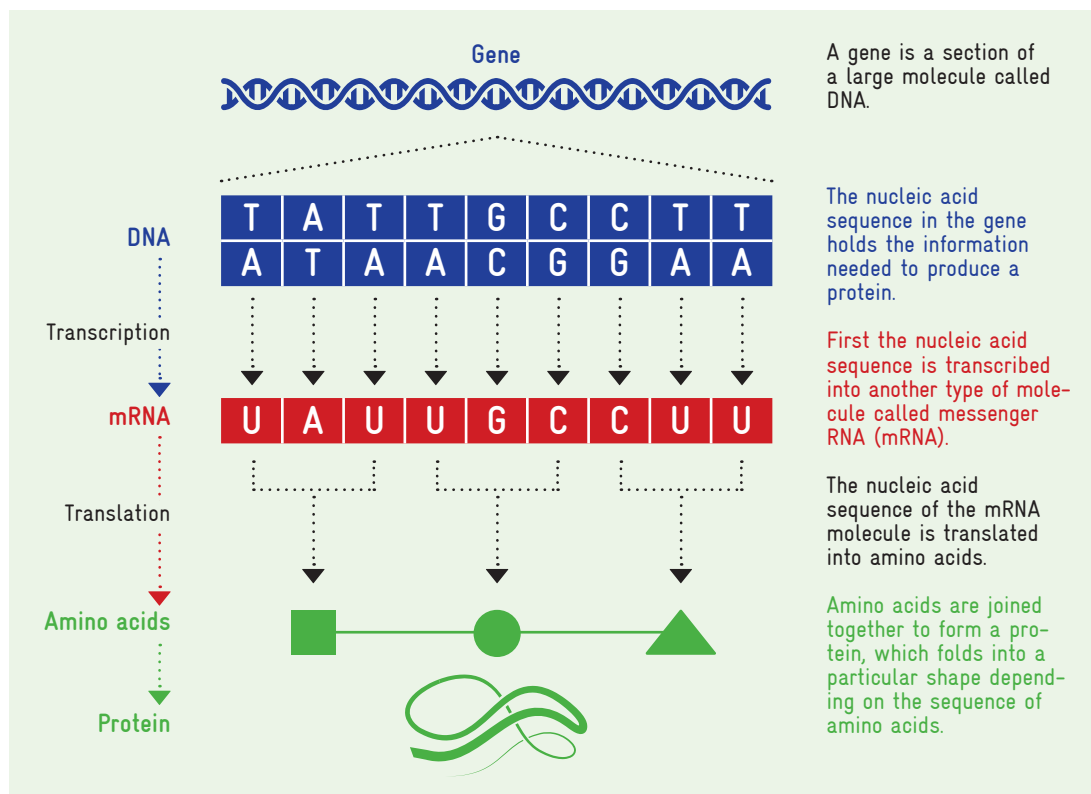 Gene
A gene is a section of
a large molecule called
DNA.
DNA
T A T T G C C T T
A T A A C G G A A
The nucleic acid
sequence in the gene
holds the information
needed to produce a
protein.
Transcription
First the nucleic acid
sequence is transcribed
into another type of mole-
cule called messenger
RNA (mRNA).
mRNA
U A U U G C C U U
Translation
The nucleic acid
sequence of the mRNA
molecule is translated
into amino acids.
Amino acids
Amino acids are joined
together to form a pro-
tein, which folds into a
particular shape depend-
ing on the sequence of
amino acids.
Protein